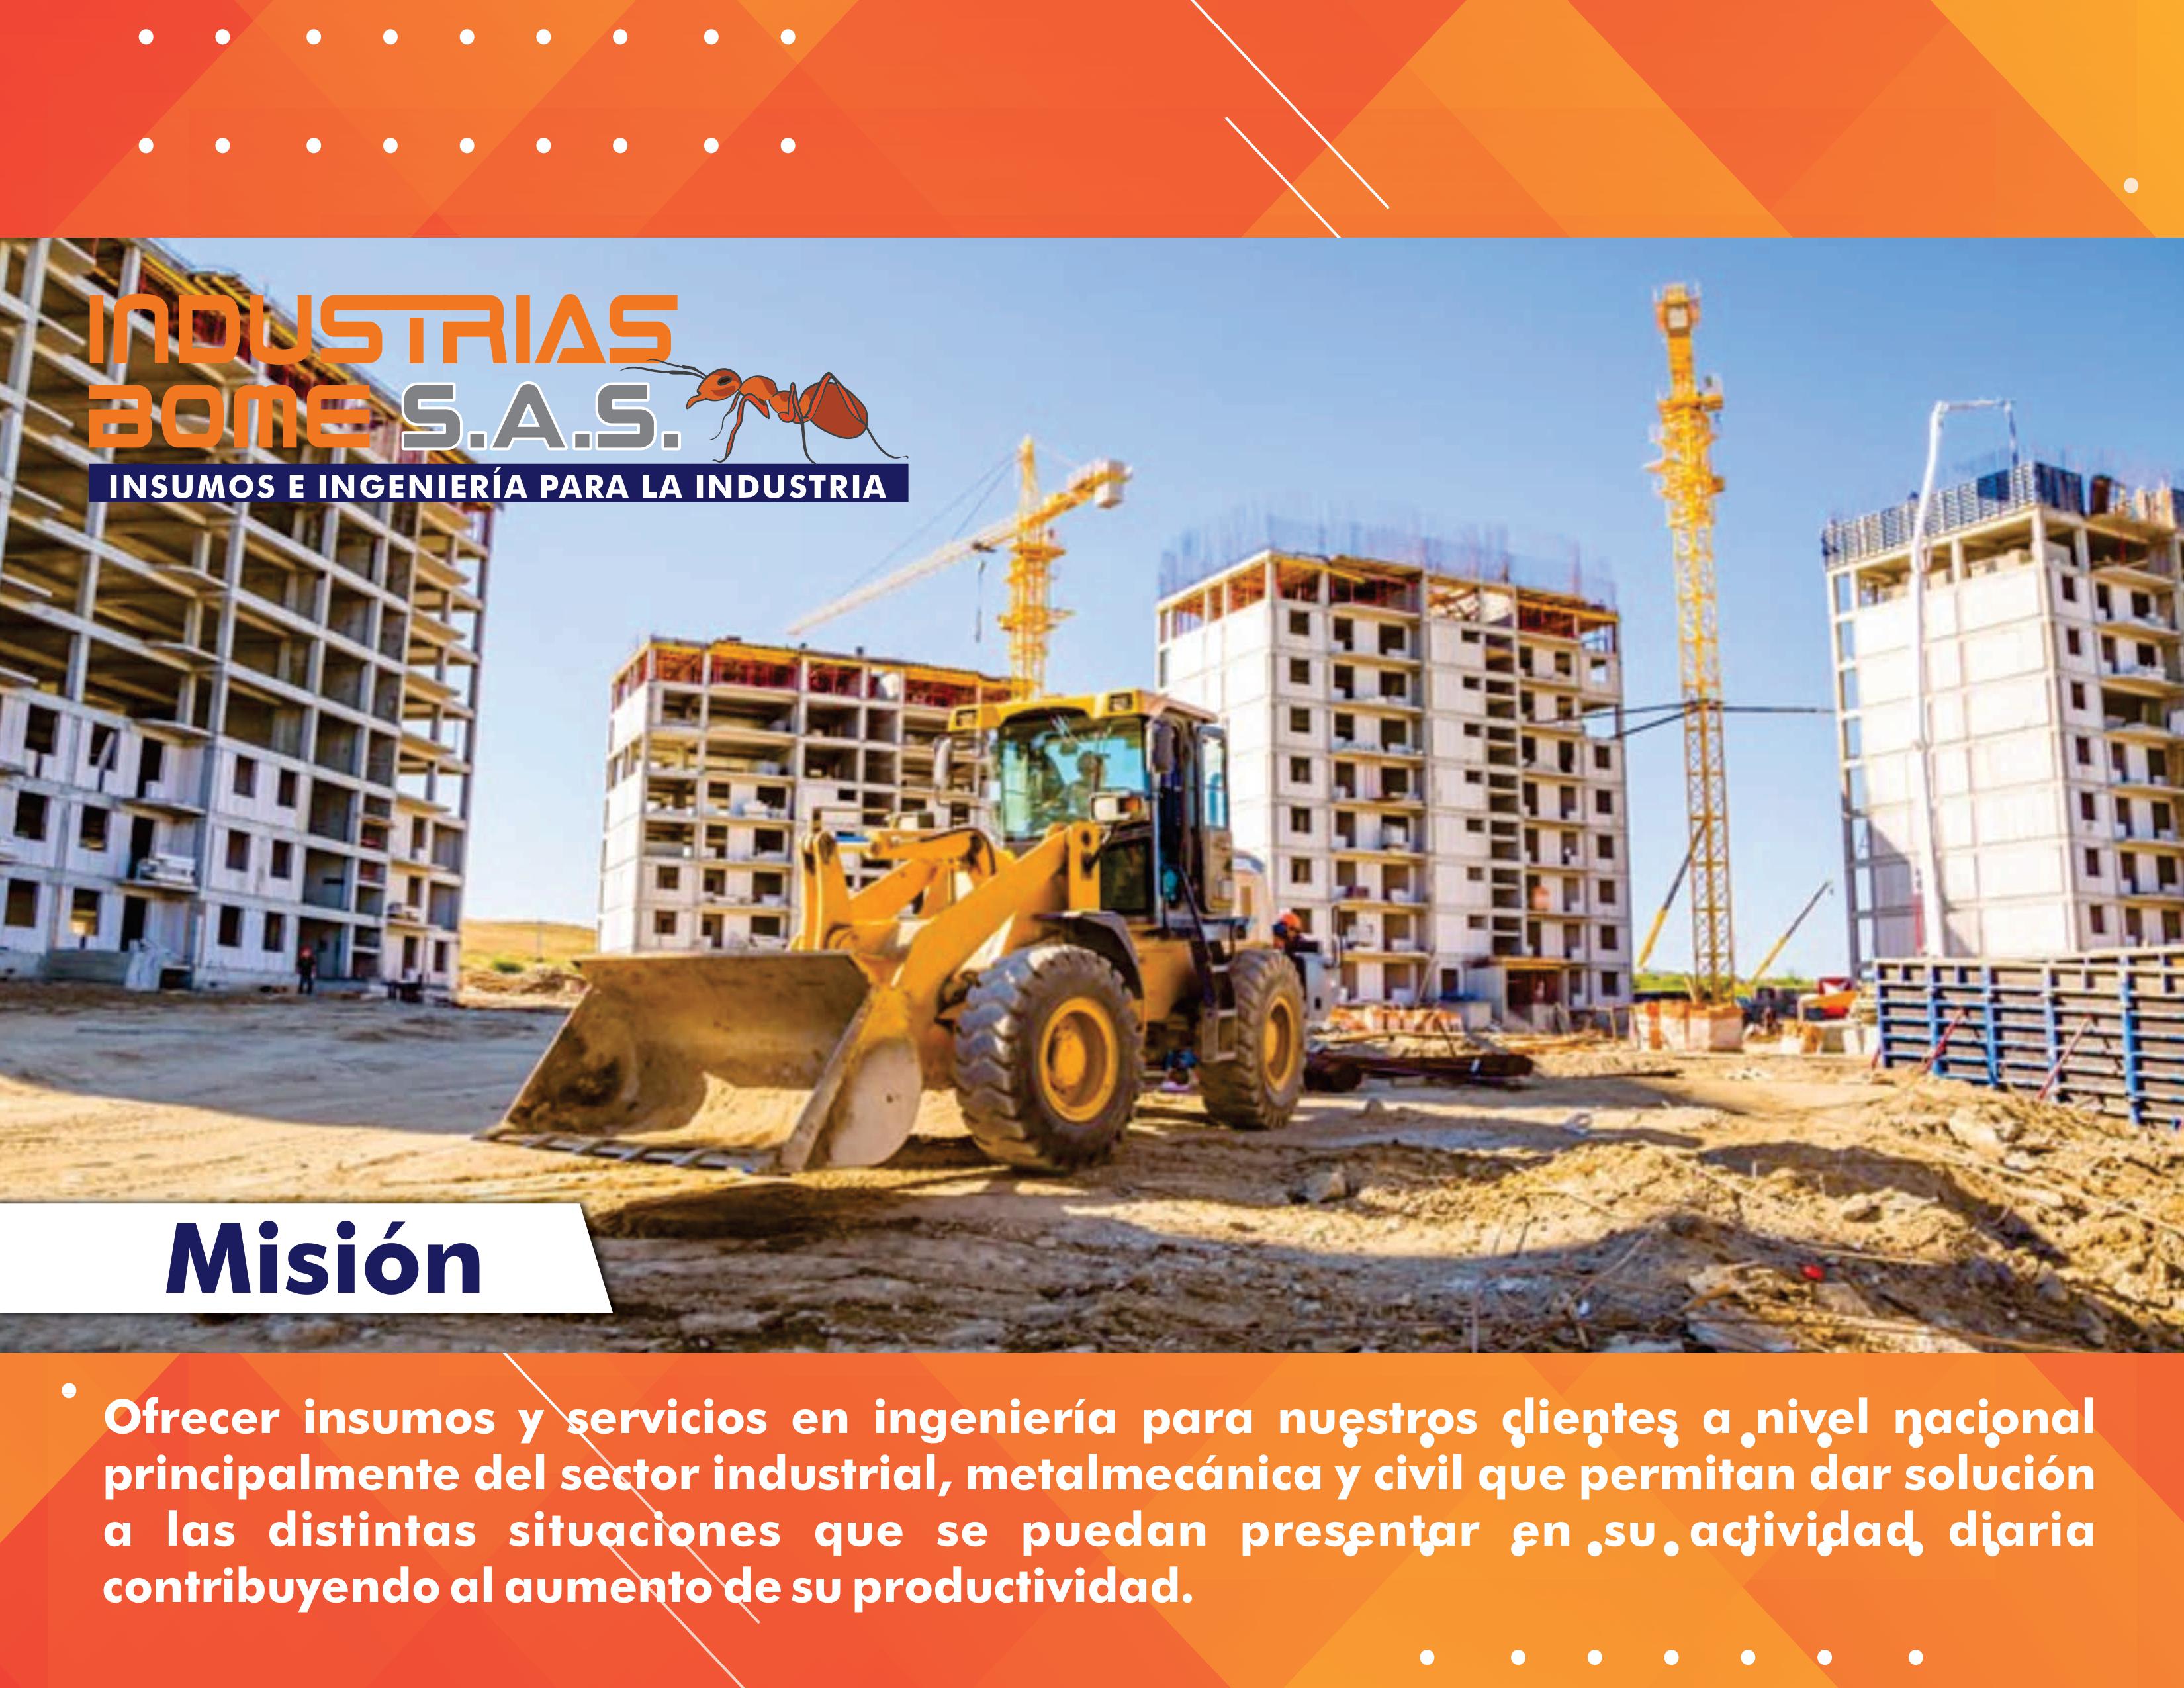 INDUSTRIAS
BOME S.A.S.
INSUMOS E INGENIERÍA PARA LA INDUSTRIA
Misión
Ofrecer insumos y servicios en ingeniería para nuestros clientes a nivel nacional
principalmente del sector industrial, metalmecánica y civil que permitan dar solución
a las distintas situaciones que se puedan presentar en su actividad diaria
contribuyendo al aumento de su productividad.